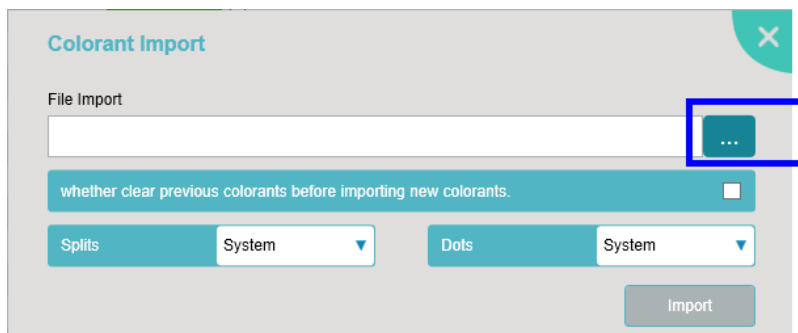 Colorant Import
File Import
...
whether clear previous colorants before importing new colorants.
Splits System Dots System
Import